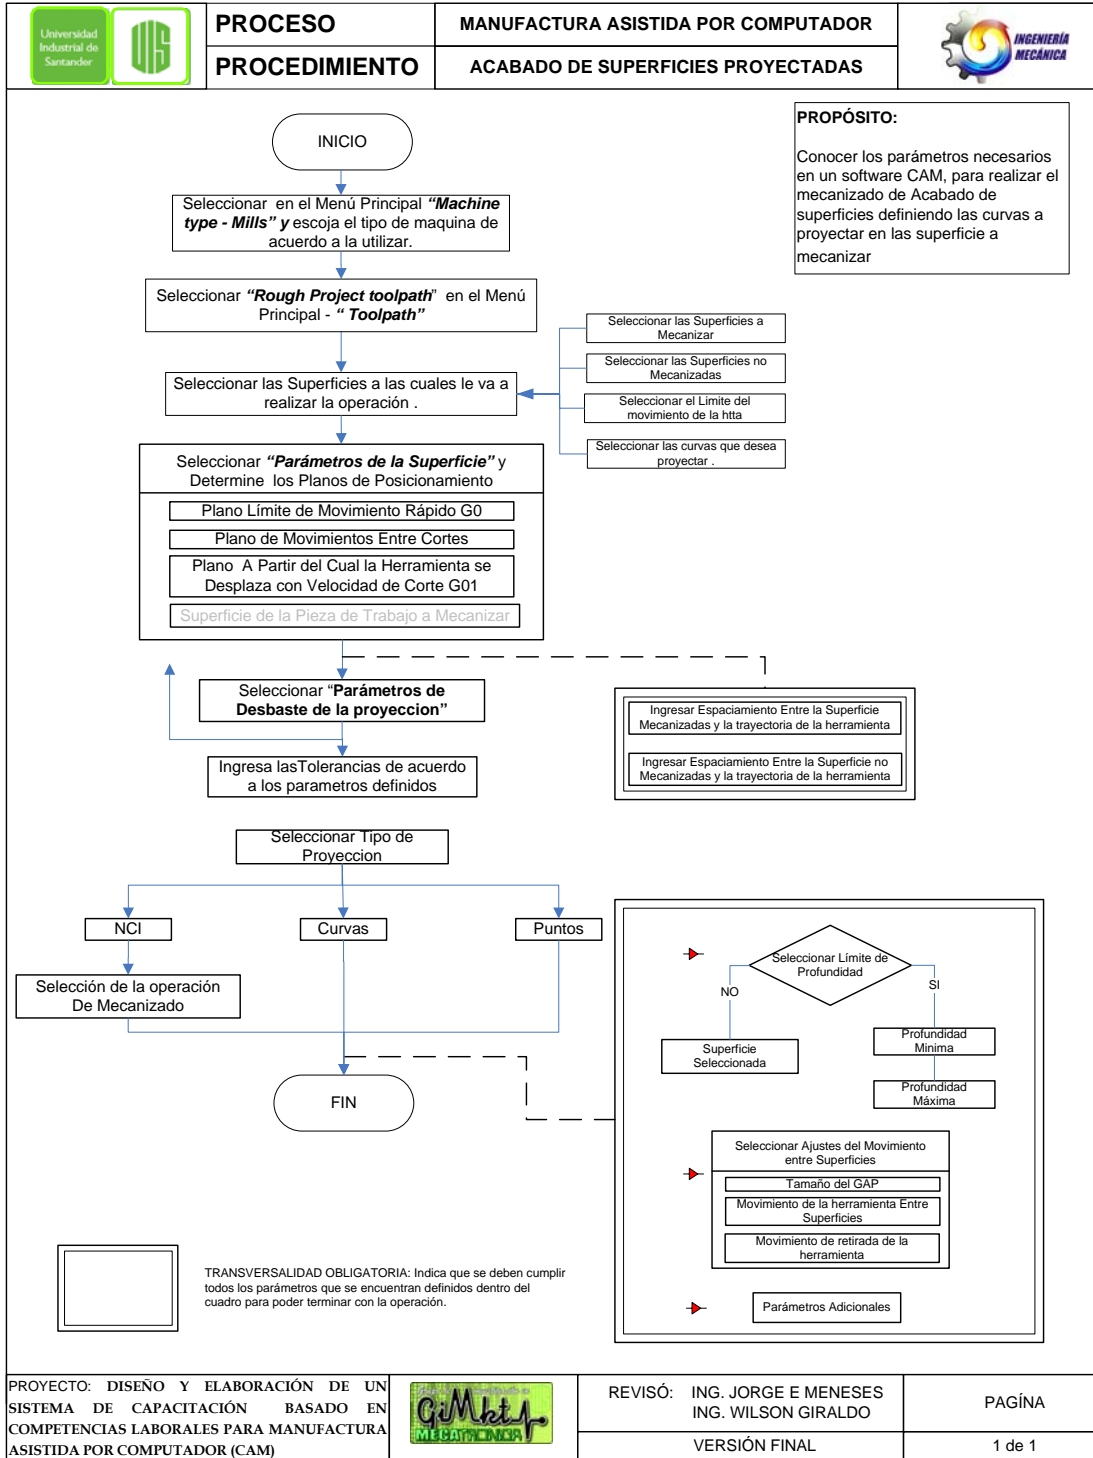 Universidad
Industrial de
Santander
UIS
PROCESO
MANUFACTURA ASISTIDA POR COMPUTADOR
PROCEDIMIENTO
ACABADO DE SUPERFICIES PROYECTADAS
INGENIERÍA
MECÁNICA
PROPÓSITO:
Conocer los parámetros necesarios
en un software CAM, para realizar el
mecanizado de Acabado de
superficies definiendo las curvas a
proyectar en las superficie a
mecanizar
INICIO
Seleccionar en el Menú Principal “Machine
type - Mills” y escoja el tipo de maquina de
acuerdo a la utilizar.
Seleccionar “Rough Project toolpath” en el Menú
Principal - “ Toolpath”
Seleccionar las Superficies a las cuales le va a
realizar la operación .
Seleccionar las Superficies a
Mecanizar
Seleccionar las Superficies no
Mecanizadas
Seleccionar el Limite del
movimiento de la htta
Seleccionar las curvas que desea
proyectar .
Seleccionar “Parámetros de la Superficie” y
Determine los Planos de Posicionamiento
Plano Límite de Movimiento Rápido G0
Plano de Movimientos Entre Cortes
Plano A Partir del Cual la Herramienta se
Desplaza con Velocidad de Corte G01
Superficie de la Pieza de Trabajo a Mecanizar
Seleccionar “Parámetros de
Desbaste de la proyeccion”
Ingresa lasTolerancias de acuerdo
a los parametros definidos
Ingresar Espaciamiento Entre la Superficie
Mecanizadas y la trayectoria de la herramienta
Ingresar Espaciamiento Entre la Superficie no
Mecanizadas y la trayectoria de la herramienta
Seleccionar Tipo de
Proyeccion
NCI
Curvas
Puntos
Selección de la operación
De Mecanizado
FIN
Seleccionar Límite de
Profundidad
NO
SI
Superficie
Seleccionada
Profundidad
Minima
Profundidad
Máxima
Seleccionar Ajustes del Movimiento
entre Superficies
Tamaño del GAP
Movimiento de la herramienta Entre
Superficies
Movimiento de retirada de la
herramienta
Parámetros Adicionales
TRANSVERSALIDAD OBLIGATORIA: Indica que se deben cumplir
todos los parámetros que se encuentran definidos dentro del
cuadro para poder terminar con la operación.
PROYECTO: DISEÑO Y ELABORACIÓN DE UN
SISTEMA DE CAPACITACIÓN BASADO EN
COMPETENCIAS LABORALES PARA MANUFACTURA
ASISTIDA POR COMPUTADOR (CAM)
MECATRONICA
REVISÓ: ING. JORGE E MENESES
ING. WILSON GIRALDO
VERSIÓN FINAL
PAGÍNA
1 de 1